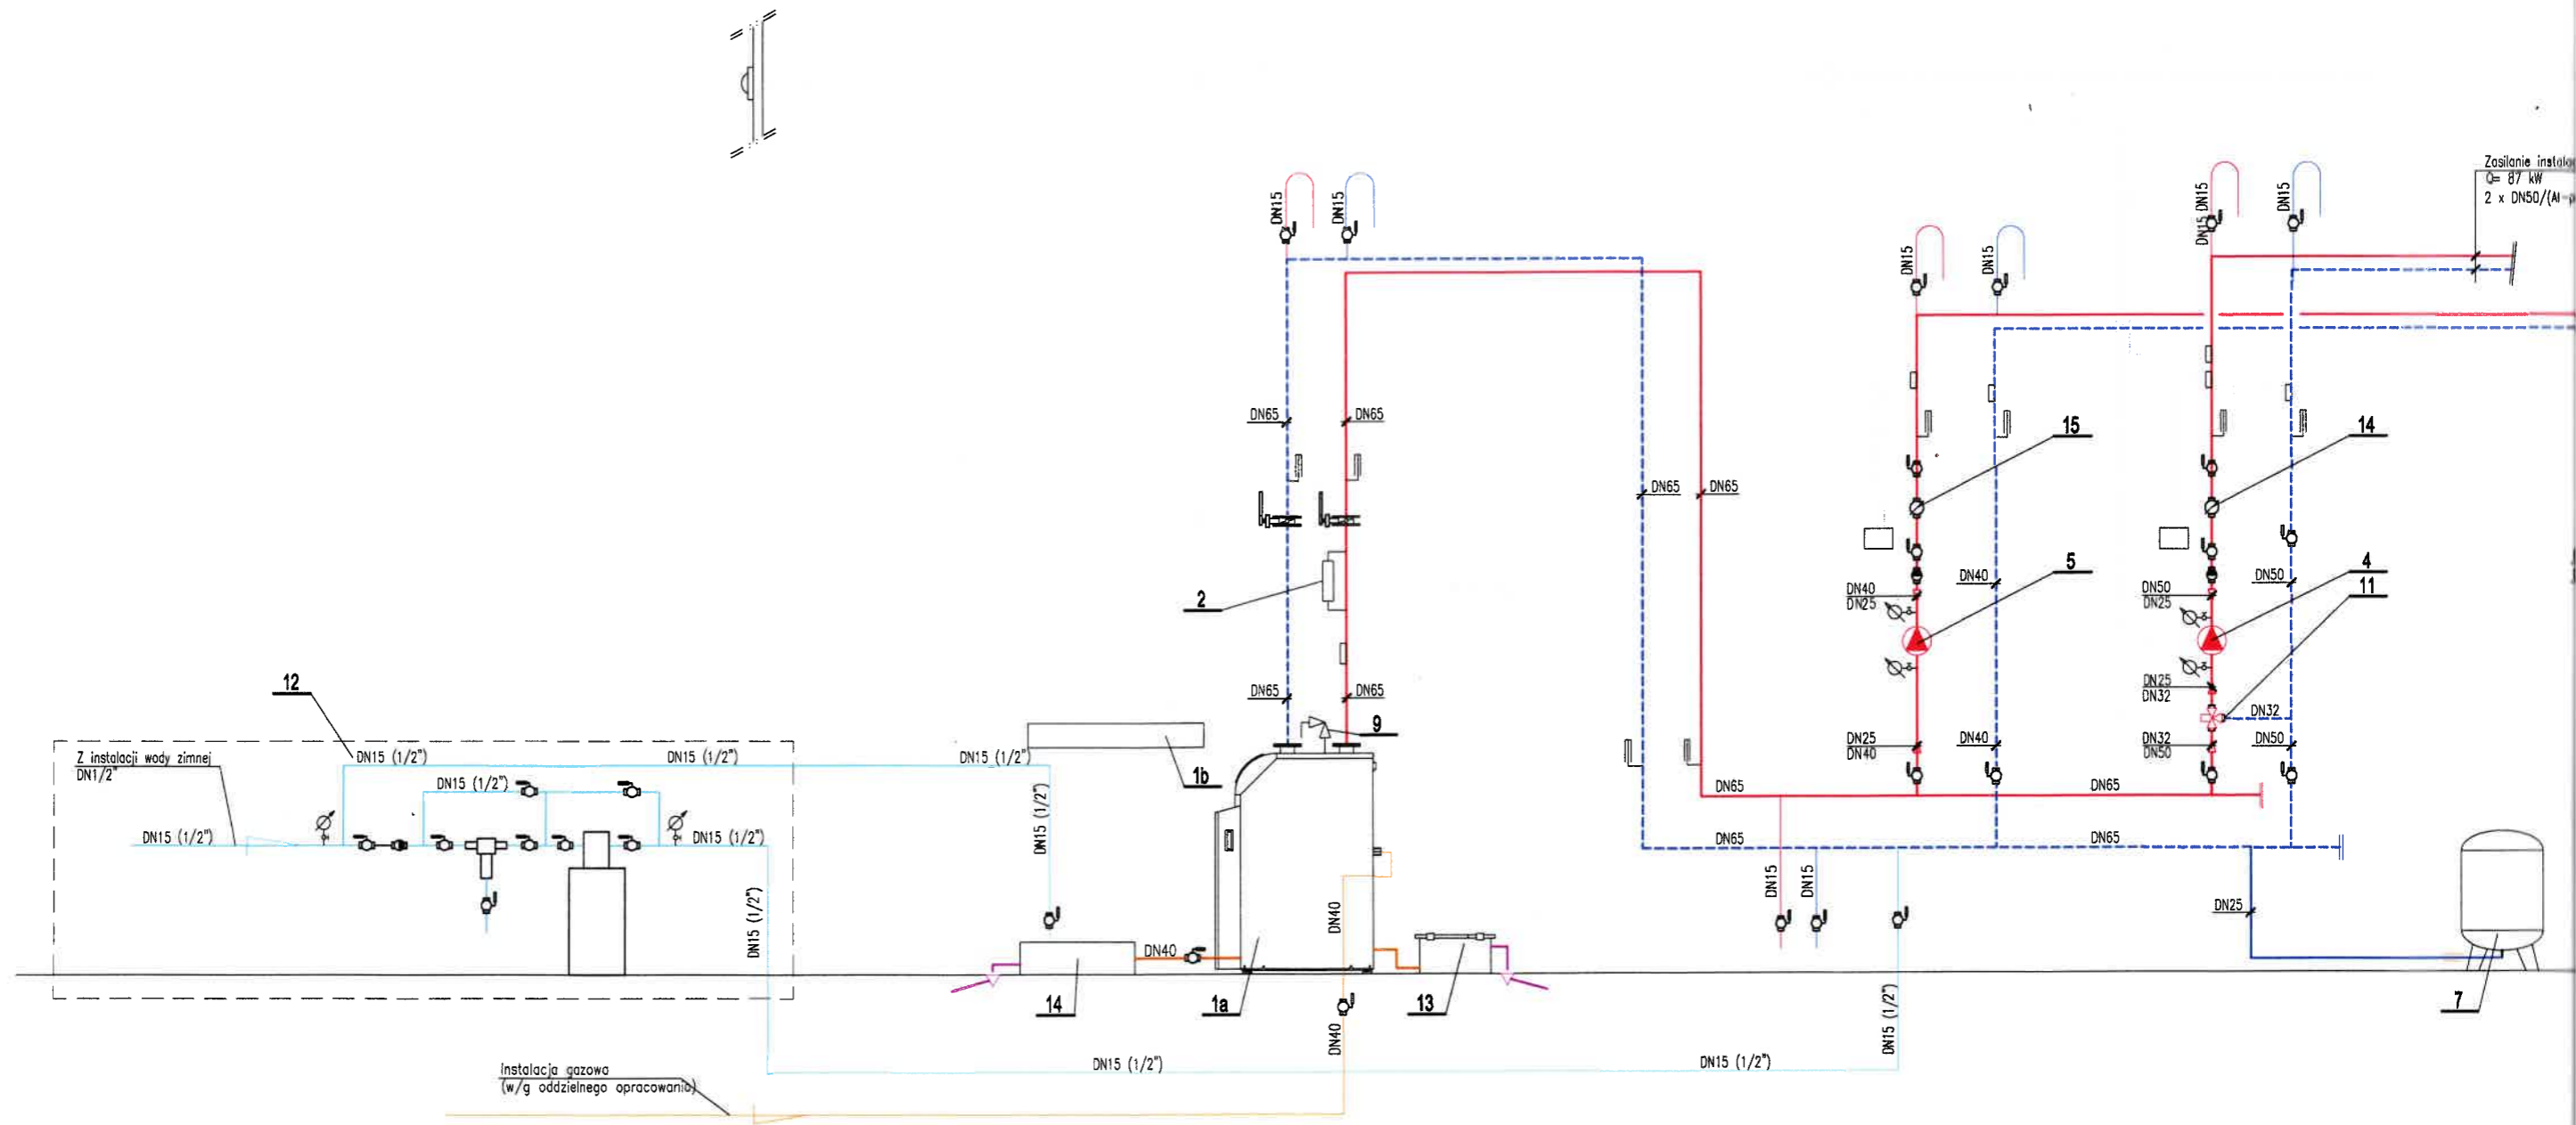 DN15
DN15
DN15
DN15
DN15
DN15
DN15
DN15
Zasilanie
Q= 87 kW
2 x DN50/(Al-
DN65
DN65
DN65
DN65
15
14
DN40
DN25
DN40
5
DN50
DN25
DN50
4
11
2
DN65
DN65
DN25
DN32
DN32
9
DN25
DN40
DN40
DN32
DN50
DN50
12
Z instalacji wody zimnej
DN1/2"
DN15 (1/2")
DN15 (1/2")
DN15 (1/2")
1b
DN15 (1/2")
DN15 (1/2")
DN65
DN65
DN15 (1/2")
DN15 (1/2")
DN65
DN65
DN15 (1/2")
DN15
DN15
DN40
DN25
DN40
14
1a
13
7
DN40
DN15 (1/2")
DN15 (1/2")
DN15 (1/2")
Instalacja gazowa
(w/g oddzielnego opracowania)